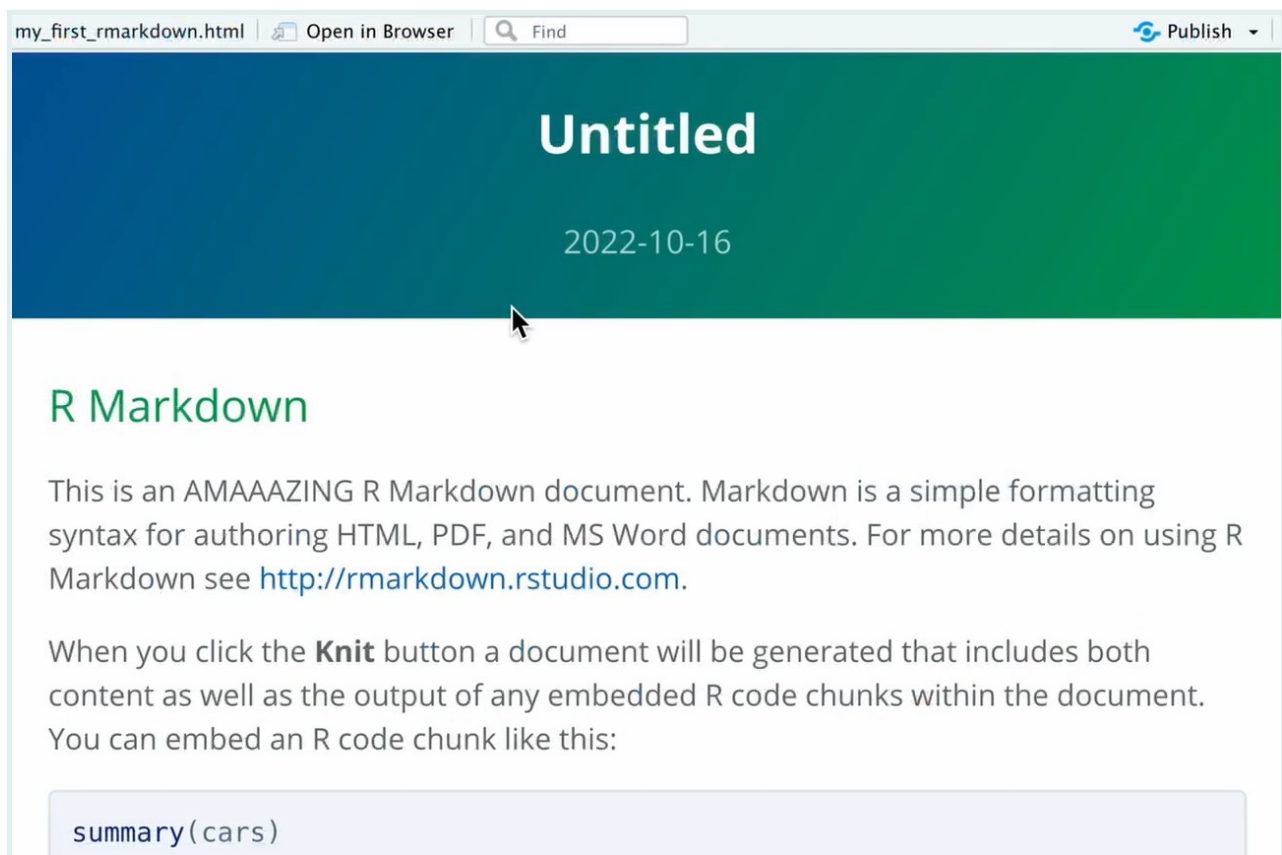 my_first_rmarkdown.html Open in Browser Find Publish
Untitled
2022-10-16
R Markdown
This is an AMAAAZING R Markdown document. Markdown is a simple formatting
syntax for authoring HTML, PDF, and MS Word documents. For more details on using R
Markdown see http://rmarkdown.rstudio.com.
When you click the Knit button a document will be generated that includes both
content as well as the output of any embedded R code chunks within the document.
You can embed an R code chunk like this:
summary(cars)